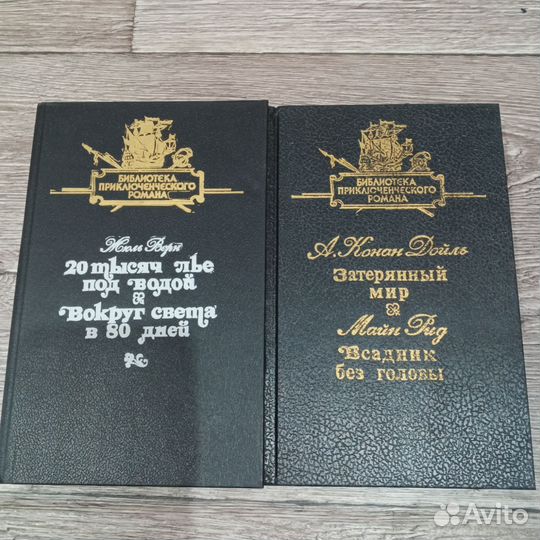 БИБЛИОТЕКА
ПРИКЛЮЧЕНЧЕСКОГО
РОМАНА
Жюль Верн
20 тысяч лье
под водой
&
Вокруг света
в 80 дней
БИБЛИОТЕКА
ПРИКЛЮЧЕНЧЕСКОГО
РОМАНА
А. Конан Дойль
Затерянный
мир
&
Майн Рид
Всадник
без головы
Avito